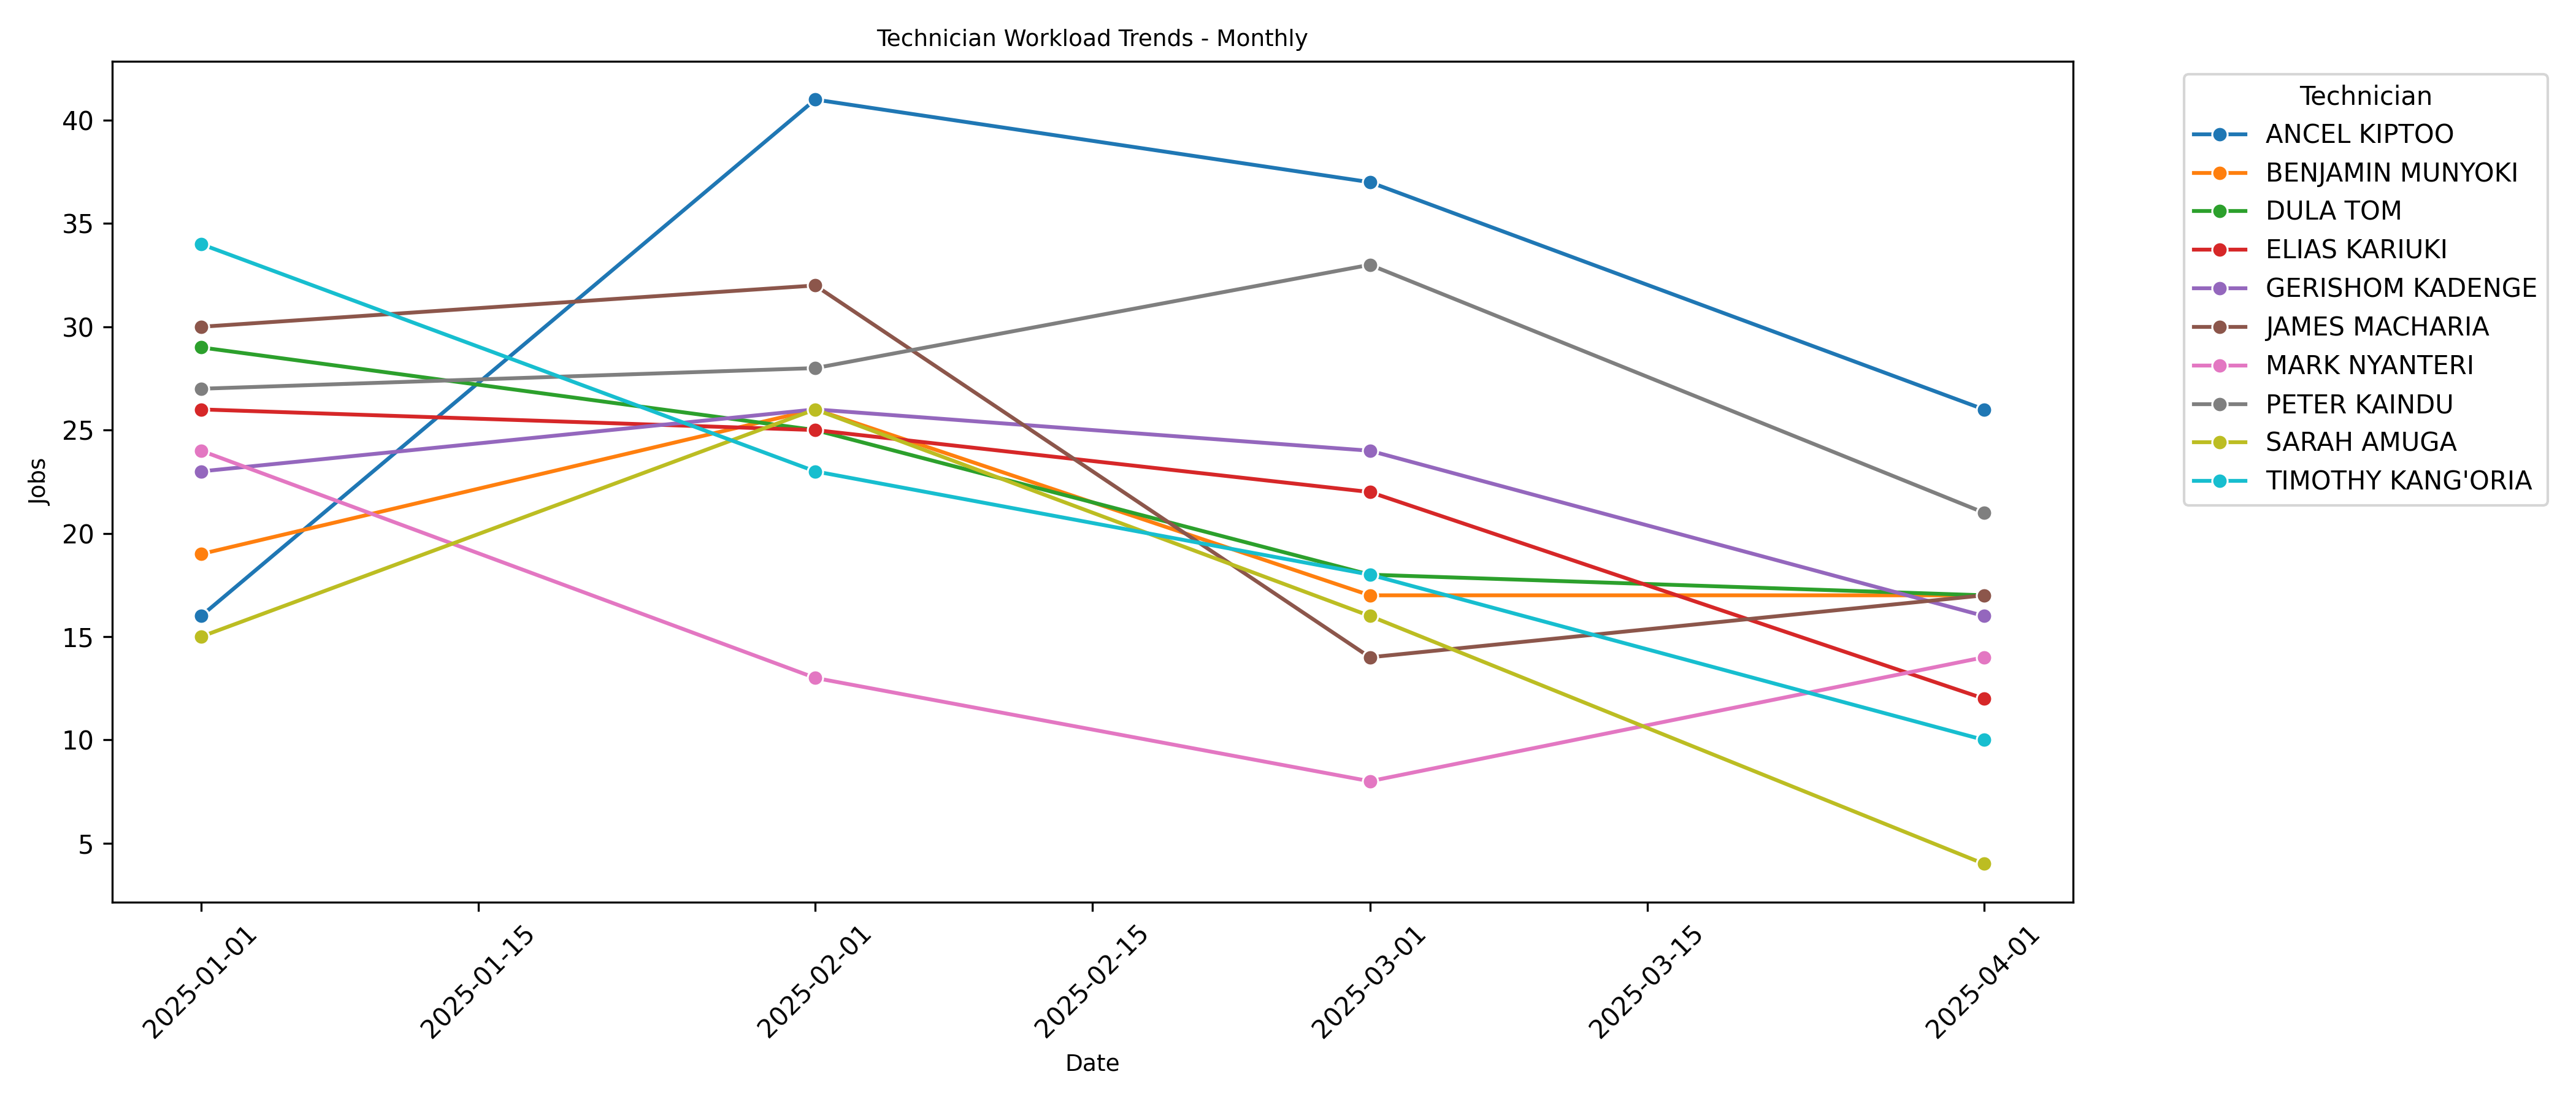 Technician Workload Trends - Monthly
40
35
30
25
20
15
10
5
Jobs
2025-01-01
2025-01-15
2025-02-01
2025-02-15
2025-03-01
2025-03-15
2025-04-01
Date
Technician
ANCEL KIPTOO
BENJAMIN MUNYOKI
DULA TOM
ELIAS KARIUKI
GERISHOM KADENGE
JAMES MACHARIA
MARK NYANTERI
PETER KAINDU
SARAH AMUGA
TIMOTHY KANG'ORIA